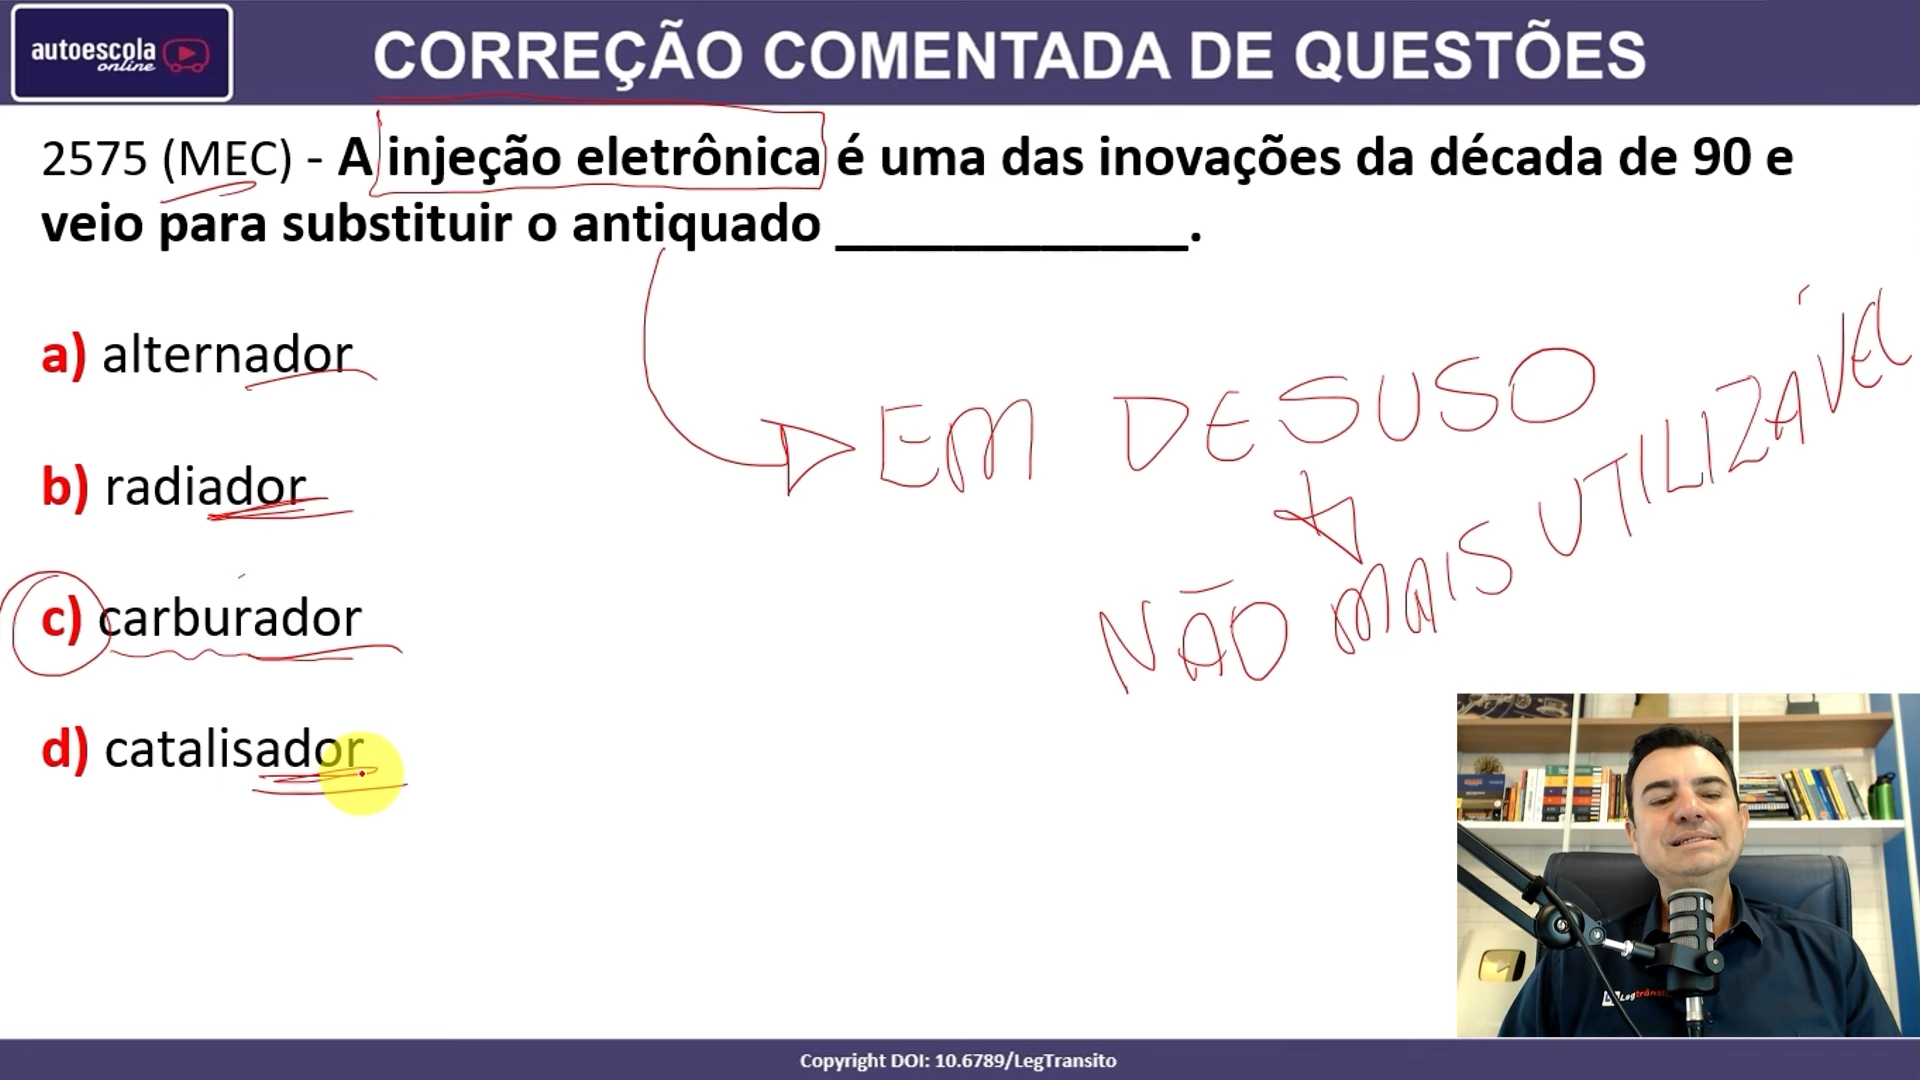 autoescola
online
CORREÇÃO COMENTADA DE QUESTÕES
2575 (MEC) - A injeção eletrônica é uma das inovações da década de 90 e
veio para substituir o antiquado ____________.
a) alternador
b) radiador
c) carburador
d) catalisador
EM DESUSO
NÃO MAIS UTILIZÁVEL
Legtrânsito
Copyright DOI: 10.6789/LegTransito